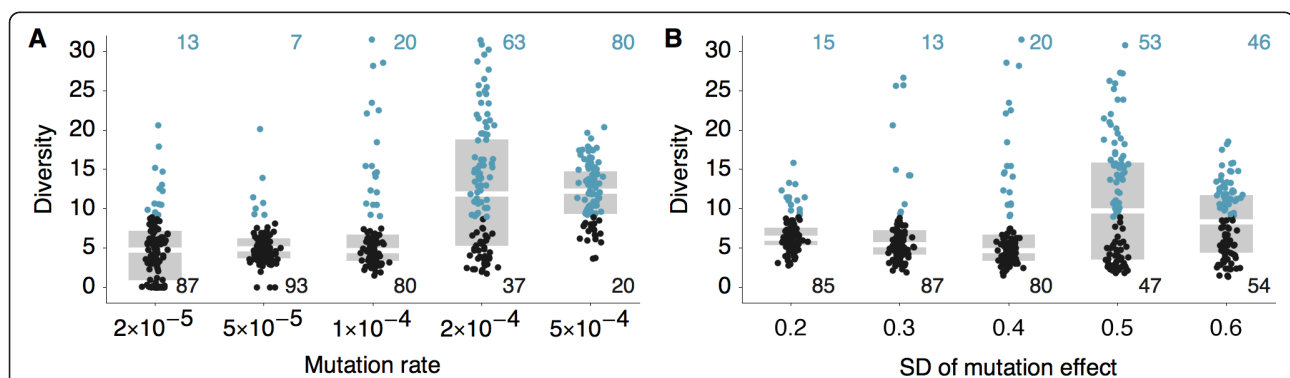 A
13 7 20 63 80
30
25
20
15
10
5
0
Diversity
87 93 80 37 20
2×10⁻⁵ 5×10⁻⁵ 1×10⁻⁴ 2×10⁻⁴ 5×10⁻⁴
Mutation rate
B
15 13 20 53 46
30
25
20
15
10
5
0
Diversity
85 87 80 47 54
0.2 0.3 0.4 0.5 0.6
SD of mutation effect